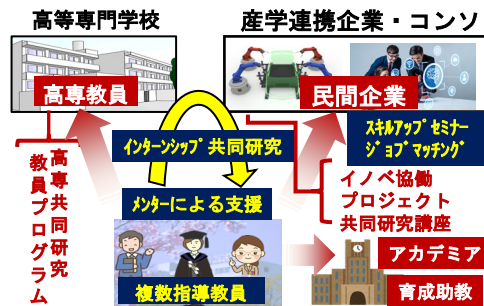 高等専門学校
産学連携企業・コンソ
高専教員
民間企業
インターンシップ共同研究
スキルアップセミナー
ジョブマッチング
高専共同研究
教員プログラム
メンターによる支援
イノベ協働
プロジェクト
共同研究講座
アカデミア
複数指導教員
育成助教